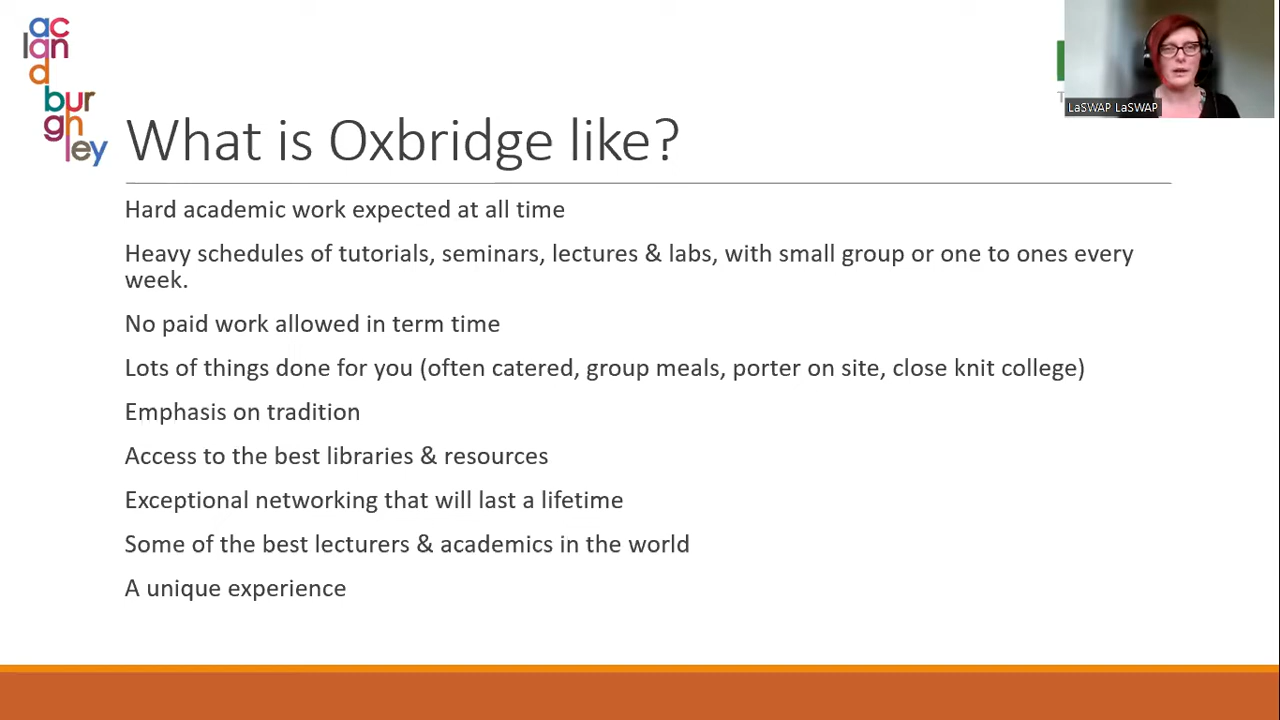 ac
lan
d
bur
gh
ley
T
LaSWAP LaSWAP
What is Oxbridge like?
Hard academic work expected at all time
Heavy schedules of tutorials, seminars, lectures & labs, with small group or one to ones every
week.
No paid work allowed in term time
Lots of things done for you (often catered, group meals, porter on site, close knit college)
Emphasis on tradition
Access to the best libraries & resources
Exceptional networking that will last a lifetime
Some of the best lecturers & academics in the world
A unique experience